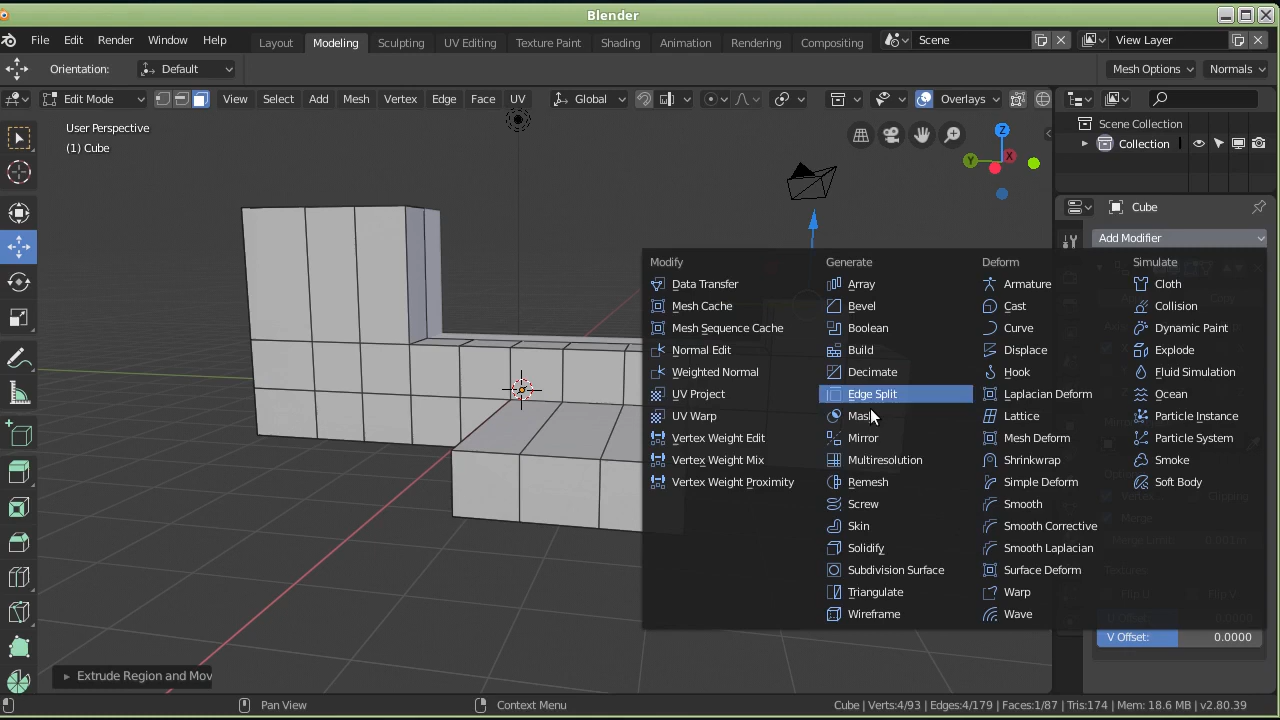 Blender
File Edit Render Window Help
Layout Modeling Sculpting UV Editing Texture Paint Shading Animation Rendering Compositing
Scene
View Layer
Orientation: Default
Mesh Options Normals
Edit Mode View Select Add Mesh Vertex Edge Face UV Global Overlays
User Perspective
(1) Cube
Z
Y
X
Scene Collection
Collection
Cube
Add Modifier
Modify
Data Transfer
Mesh Cache
Mesh Sequence Cache
Normal Edit
Weighted Normal
UV Project
UV Warp
Vertex Weight Edit
Vertex Weight Mix
Vertex Weight Proximity
Generate
Array
Bevel
Boolean
Build
Decimate
Edge Split
Mask
Mirror
Multiresolution
Remesh
Screw
Skin
Solidify
Subdivision Surface
Triangulate
Wireframe
Deform
Armature
Cast
Curve
Displace
Hook
Laplacian Deform
Lattice
Mesh Deform
Shrinkwrap
Simple Deform
Smooth
Smooth Corrective
Smooth Laplacian
Surface Deform
Warp
Wave
Simulate
Cloth
Collision
Dynamic Paint
Explode
Fluid Simulation
Ocean
Particle Instance
Particle System
Smoke
Soft Body
V Offset: 0.0000
Extrude Region and Mov
Pan View
Context Menu
Cube | Verts:4/93 | Edges:4/179 | Faces:1/87 | Tris:174 | Mem: 18.6 MB | v2.80.39